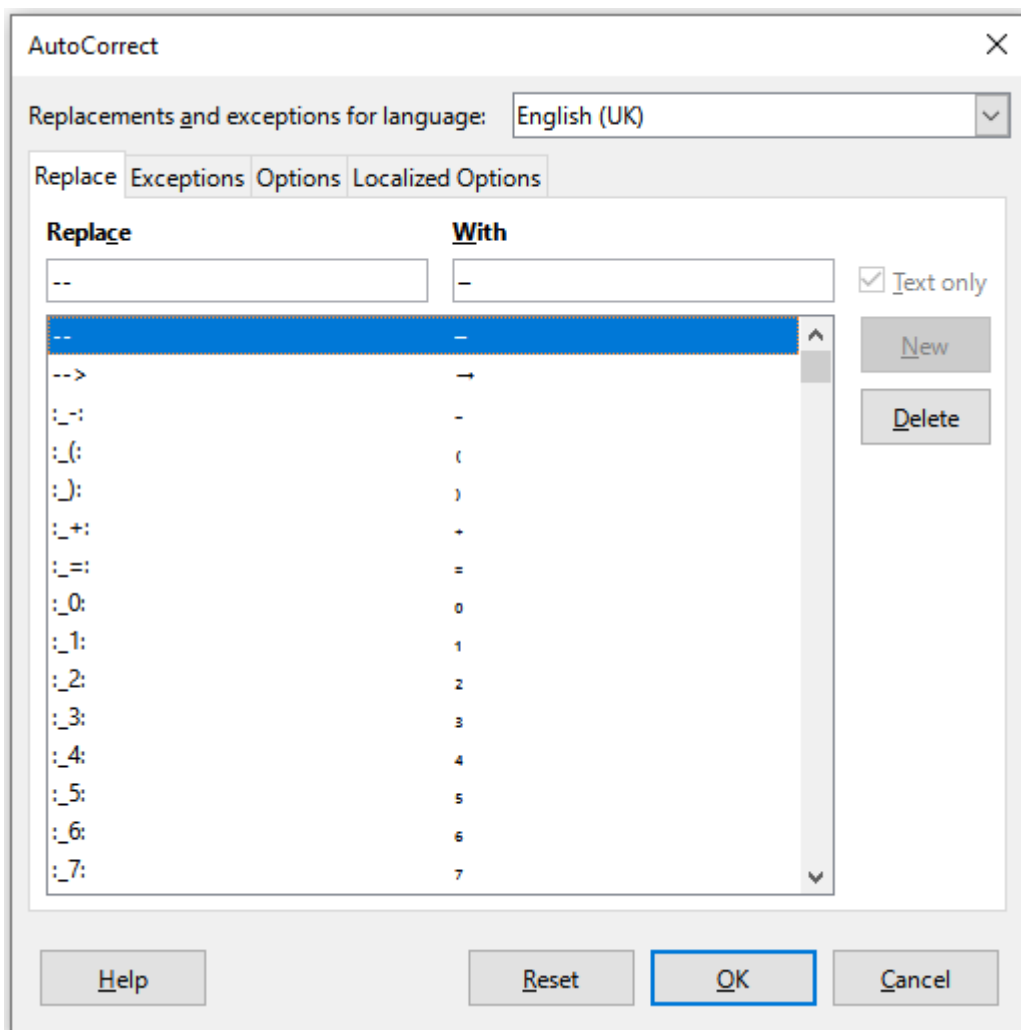 AutoCorrect
Replacements and exceptions for language: English (UK)
Replace Exceptions Options Localized Options
Replace With
-- – Text only
-- –
--> →
:_-: ₋
:_(: ₍
:_): ₎
:_+: ₊
:_=: ₌
:_0: ₀
:_1: ₁
:_2: ₂
:_3: ₃
:_4: ₄
:_5: ₅
:_6: ₆
:_7: ₇
New
Delete
Help Reset OK Cancel